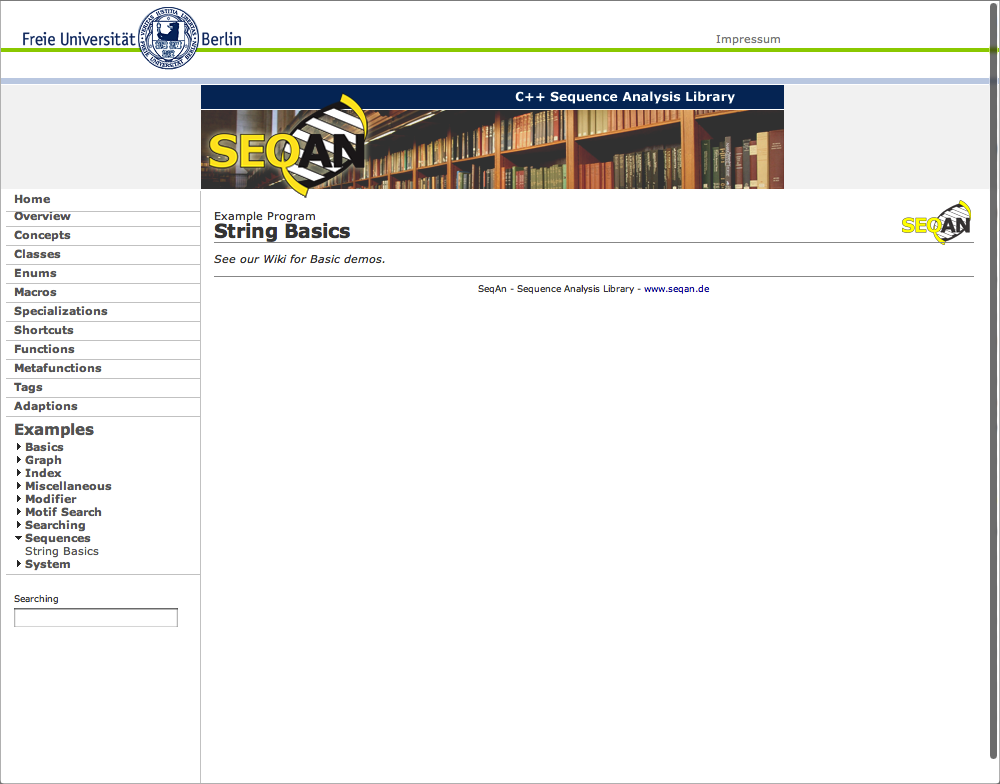 Freie Universität Berlin
Impressum
C++ Sequence Analysis Library
SEQAN
Home
Overview
Concepts
Classes
Enums
Macros
Specializations
Shortcuts
Functions
Metafunctions
Tags
Adaptions
Examples
Basics
Graph
Index
Miscellaneous
Modifier
Motif Search
Searching
Sequences
String Basics
System
Searching
Example Program
String Basics
SEQAN
See our Wiki for Basic demos.
SeqAn - Sequence Analysis Library - www.seqan.de